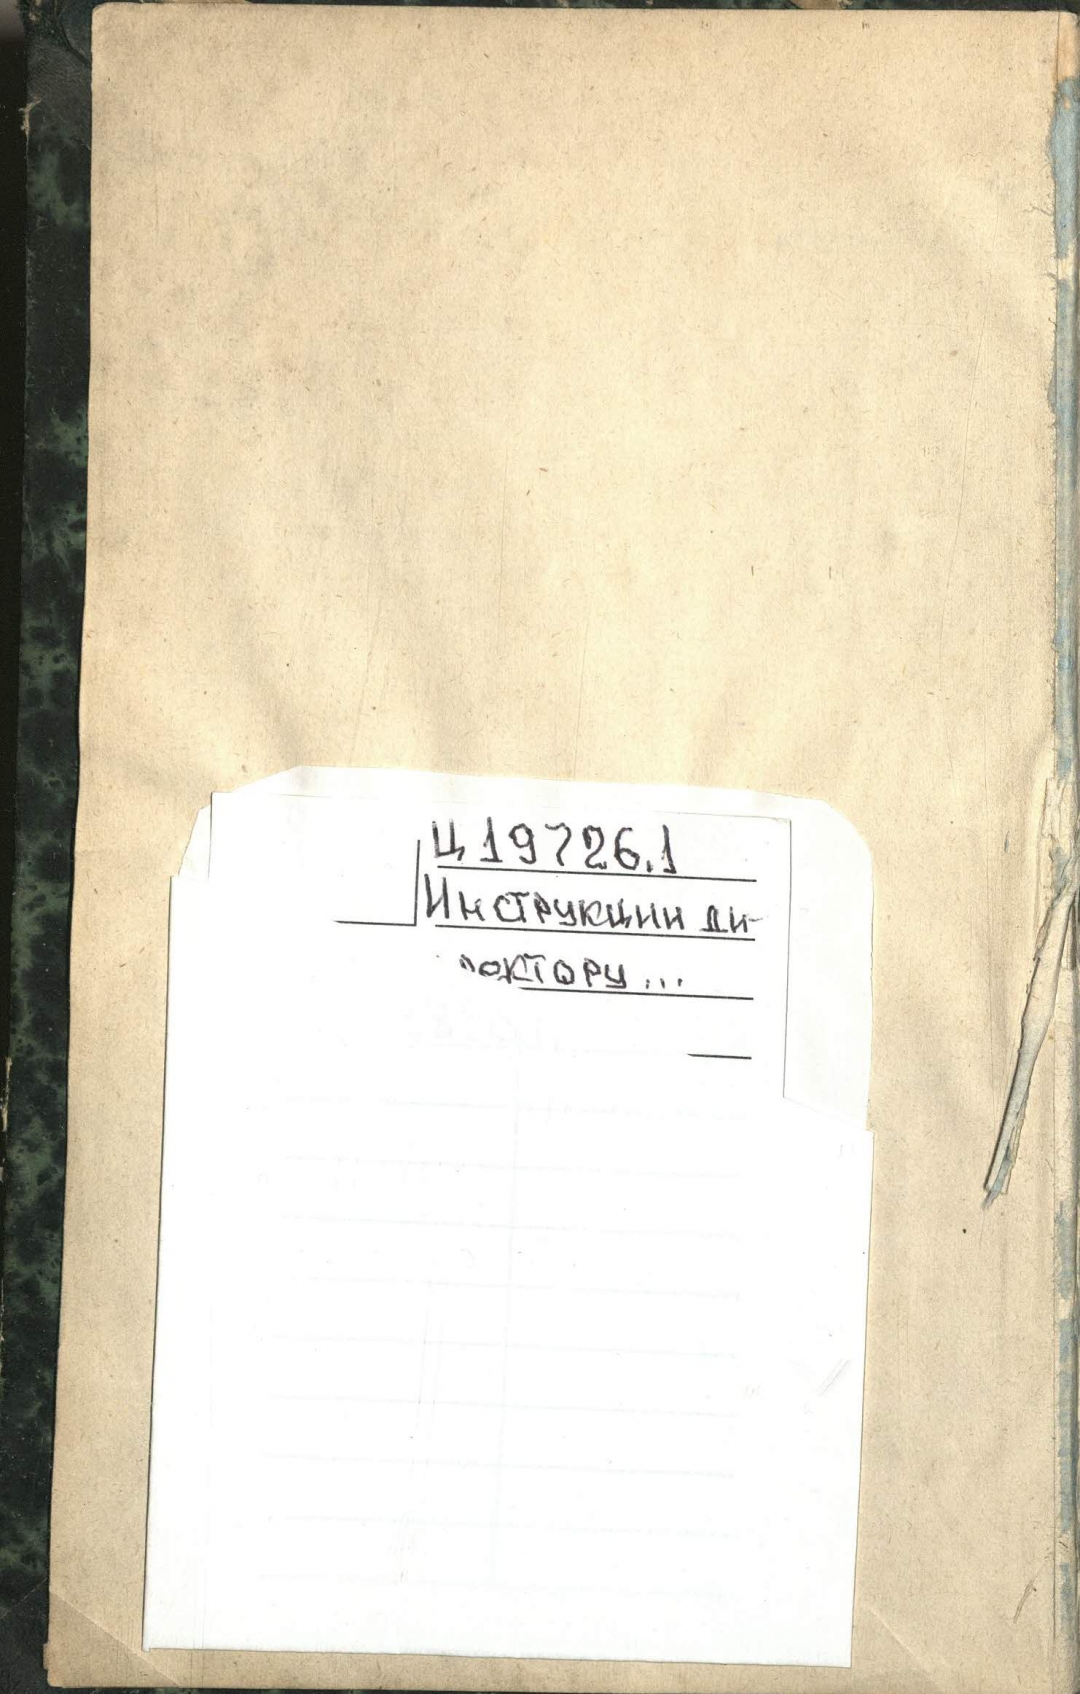 Ц 19726.1
Инструкции ди-
ректору ...